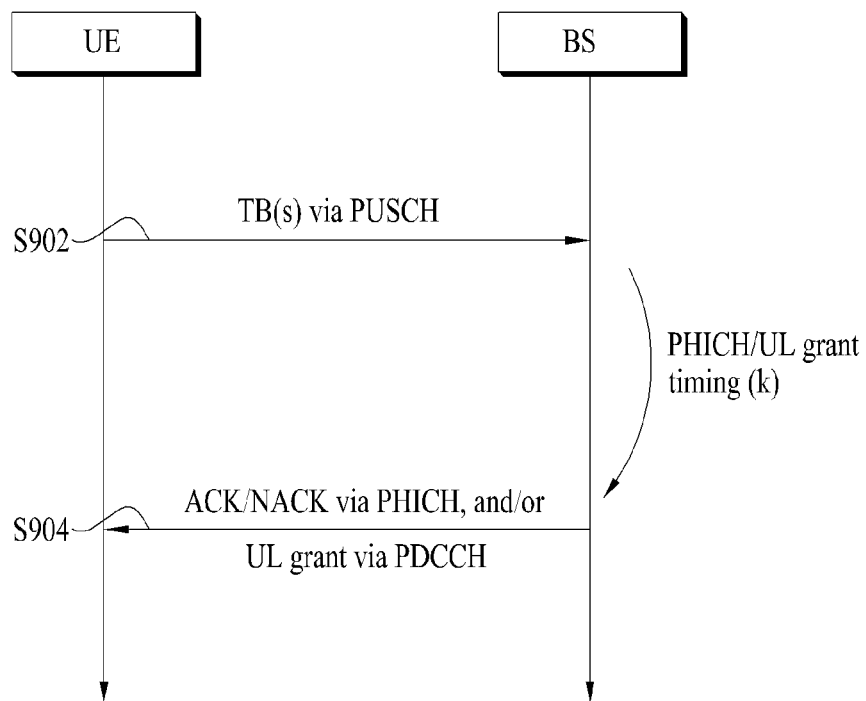 UE
BS
TB(s) via PUSCH
S902
PHICH/UL grant
timing (k)
ACK/NACK via PHICH, and/or
S904
UL grant via PDCCH